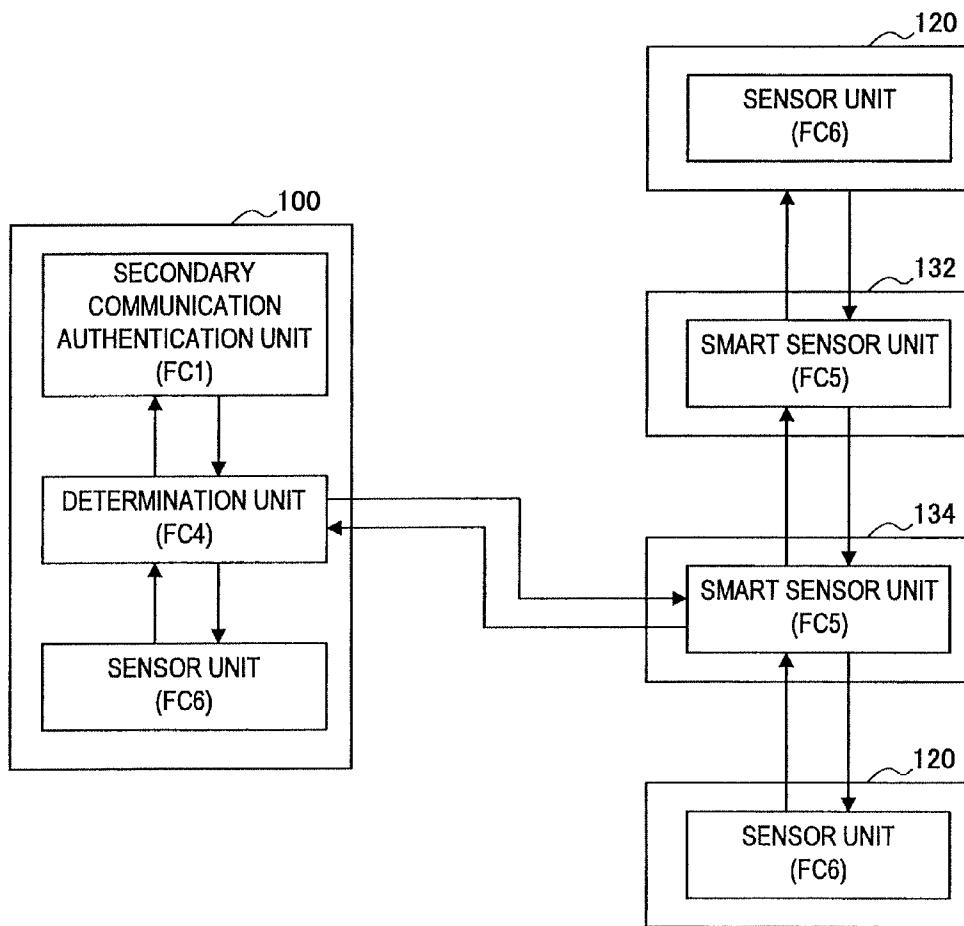 100
SECONDARY
COMMUNICATION
AUTHENTICATION UNIT
(FC1)
DETERMINATION UNIT
(FC4)
SENSOR UNIT
(FC6)
120
SENSOR UNIT
(FC6)
132
SMART SENSOR UNIT
(FC5)
134
SMART SENSOR UNIT
(FC5)
120
SENSOR UNIT
(FC6)